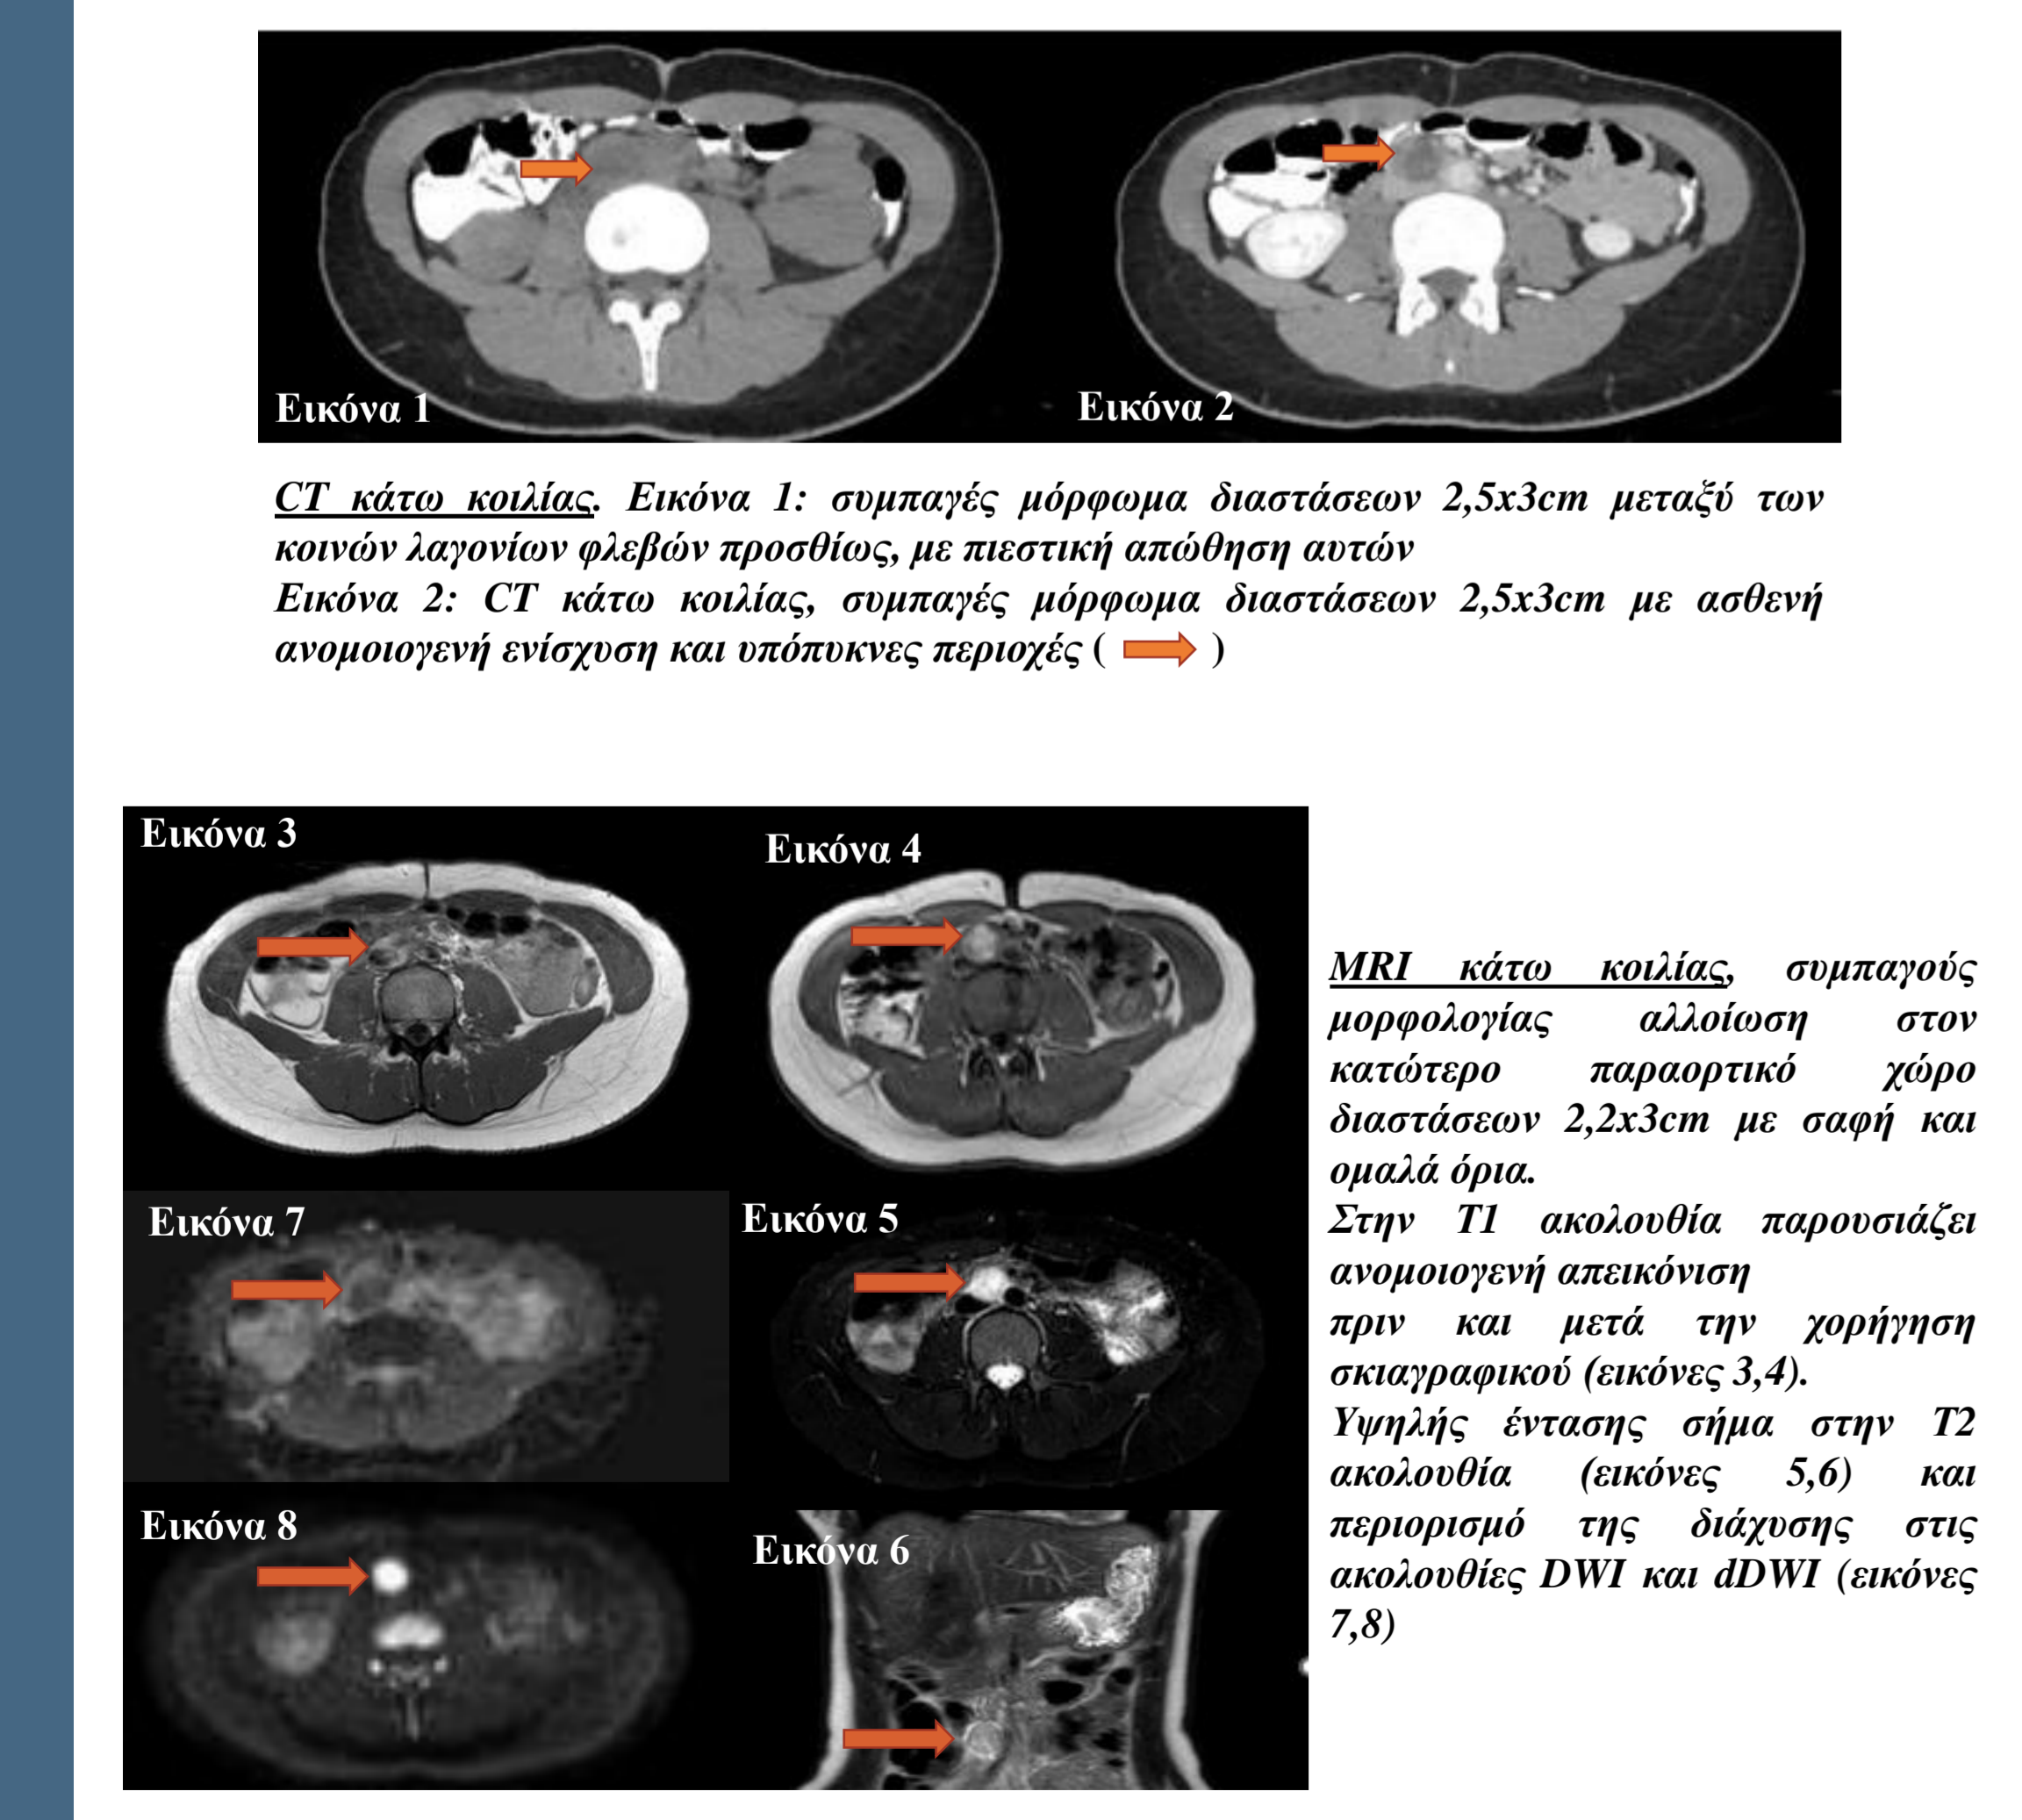 Εικόνα 1
Εικόνα 2
CT κάτω κοιλίας. Εικόνα 1: συμπαγές μόρφωμα διαστάσεων 2,5x3cm μεταξύ των
κοινών λαγονίων φλεβών προσθίως, με πιεστική απώθηση αυτών
Εικόνα 2: CT κάτω κοιλίας, συμπαγές μόρφωμα διαστάσεων 2,5x3cm με ασθενή
ανομοιογενή ενίσχυση και υπόπυκνες περιοχές ( )
Εικόνα 3
Εικόνα 4
Εικόνα 7
Εικόνα 5
Εικόνα 8
Εικόνα 6
MRI κάτω κοιλίας, συμπαγούς
μορφολογίας αλλοίωση στον
κατώτερο παραορτικό χώρο
διαστάσεων 2,2x3cm με σαφή και
ομαλά όρια.
Στην T1 ακολουθία παρουσιάζει
ανομοιογενή απεικόνιση
πριν και μετά την χορήγηση
σκιαγραφικού (εικόνες 3,4).
Υψηλής έντασης σήμα στην T2
ακολουθία (εικόνες 5,6) και
περιορισμό της διάχυσης στις
ακολουθίες DWI και dDWI (εικόνες
7,8)